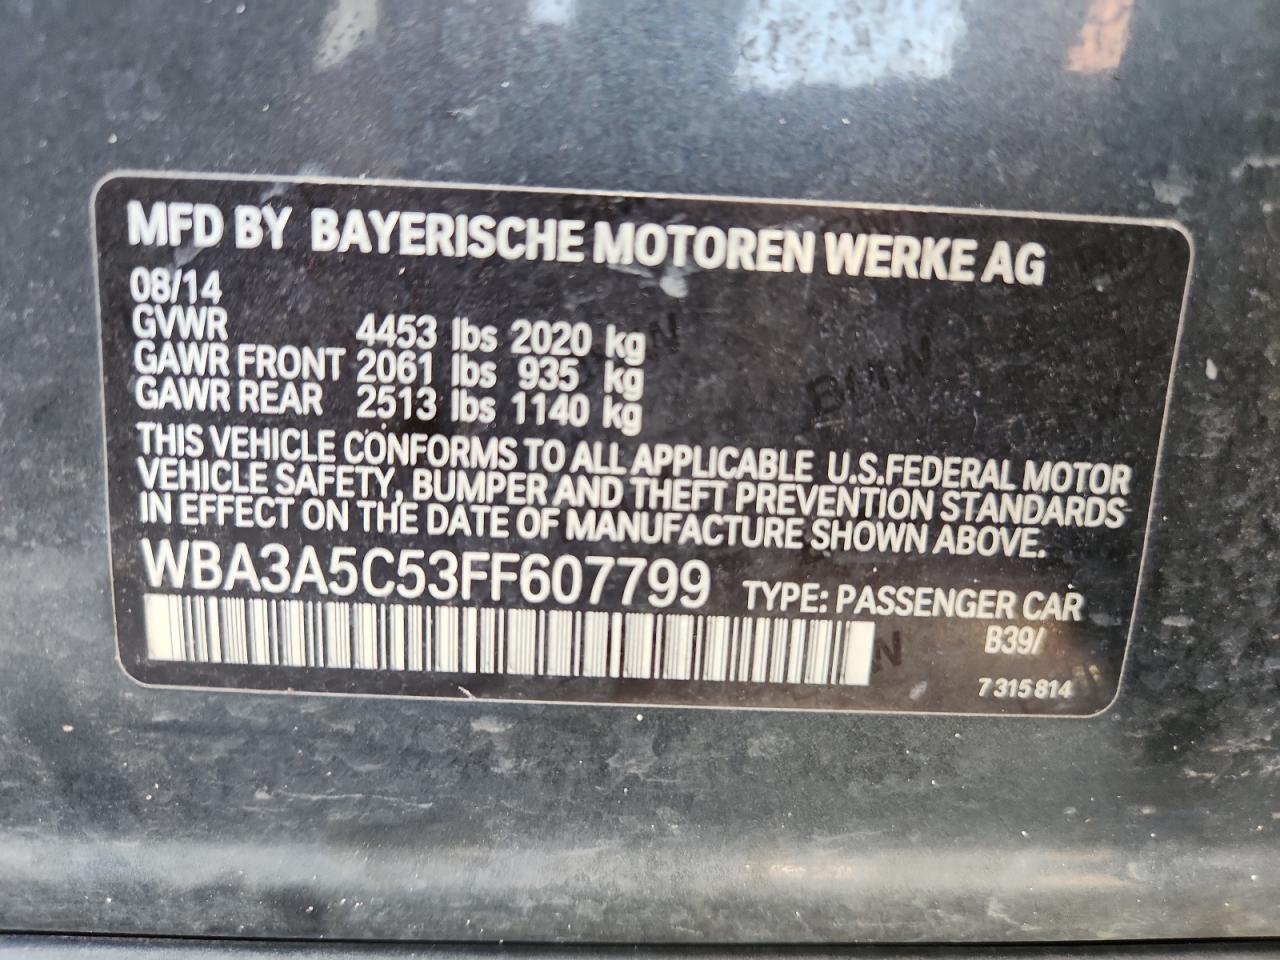 MFD BY BAYERISCHE MOTOREN WERKE AG
08/14
GVWR 4453 lbs 2020 kg
GAWR FRONT 2061 lbs 935 kg
GAWR REAR 2513 lbs 1140 kg
THIS VEHICLE CONFORMS TO ALL APPLICABLE U.S.FEDERAL MOTOR
VEHICLE SAFETY, BUMPER AND THEFT PREVENTION STANDARDS
IN EFFECT ON THE DATE OF MANUFACTURE SHOWN ABOVE.
WBA3A5C53FF607799 TYPE: PASSENGER CAR
B39/
7 315 814
BMW